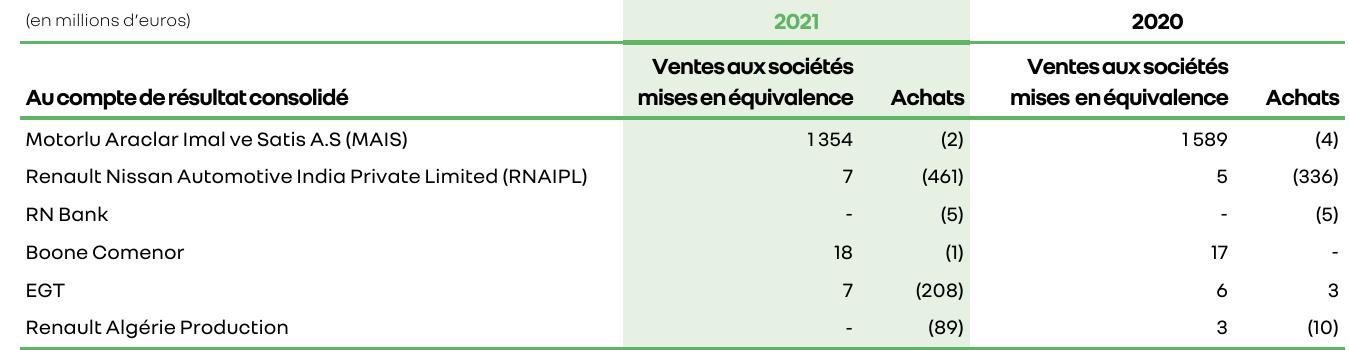 (en millions d'euros) 2021 2020
Ventes aux sociétés Ventes aux sociétés
Au compte de résultat consolidé mises en équivalence Achats mises en équivalence Achats
Motorlu Araclar Imal ve Satis A.S (MAIS) 1 354 (2) 1 589 (4)
Renault Nissan Automotive India Private Limited (RNAIPL) 7 (461) 5 (336)
RN Bank - (5) - (5)
Boone Comenor 18 (1) 17 -
EGT 7 (208) 6 3
Renault Algérie Production - (89) 3 (10)